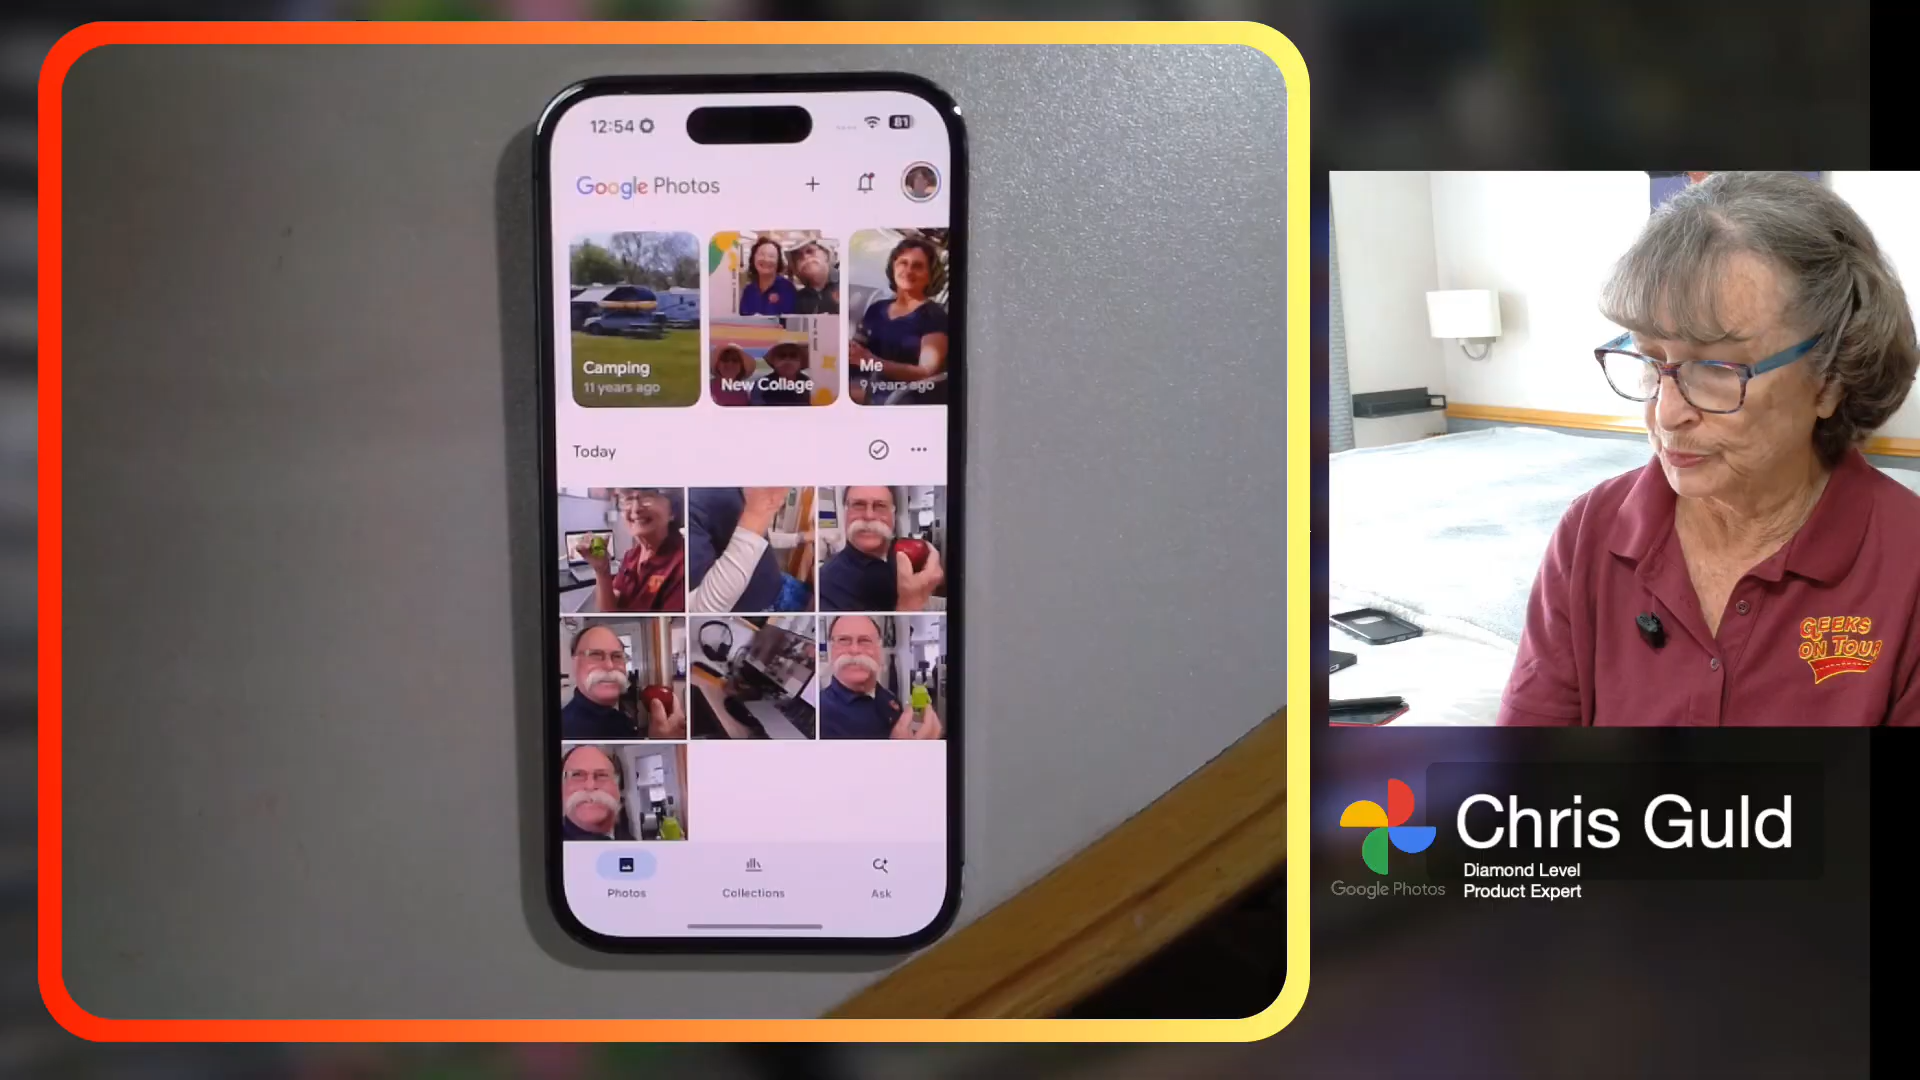 12:54
81
Google Photos
Camping
11 years ago
New Collage
Me
9 years ago
Today
Photos
Collections
Ask
GEEKS
ON TOUR
Chris Guld
Diamond Level
Product Expert
Google Photos